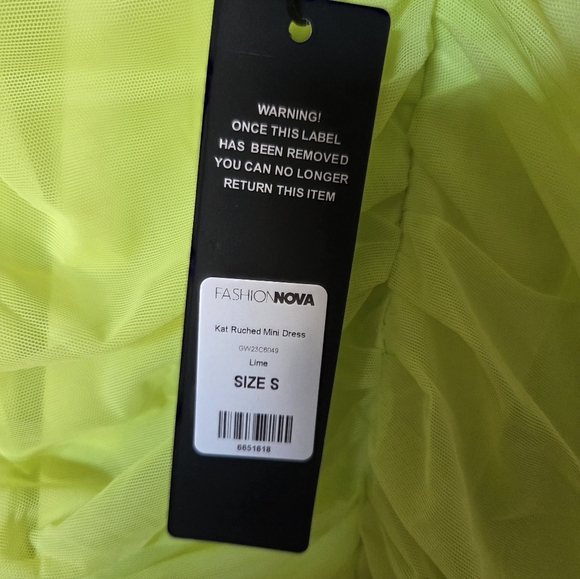 WARNING!
ONCE THIS LABEL
HAS BEEN REMOVED
YOU CAN NO LONGER
RETURN THIS ITEM
FASHIONNOVA
Kat Ruched Mini Dress
GW23C6049
Lime
SIZE S
6651618